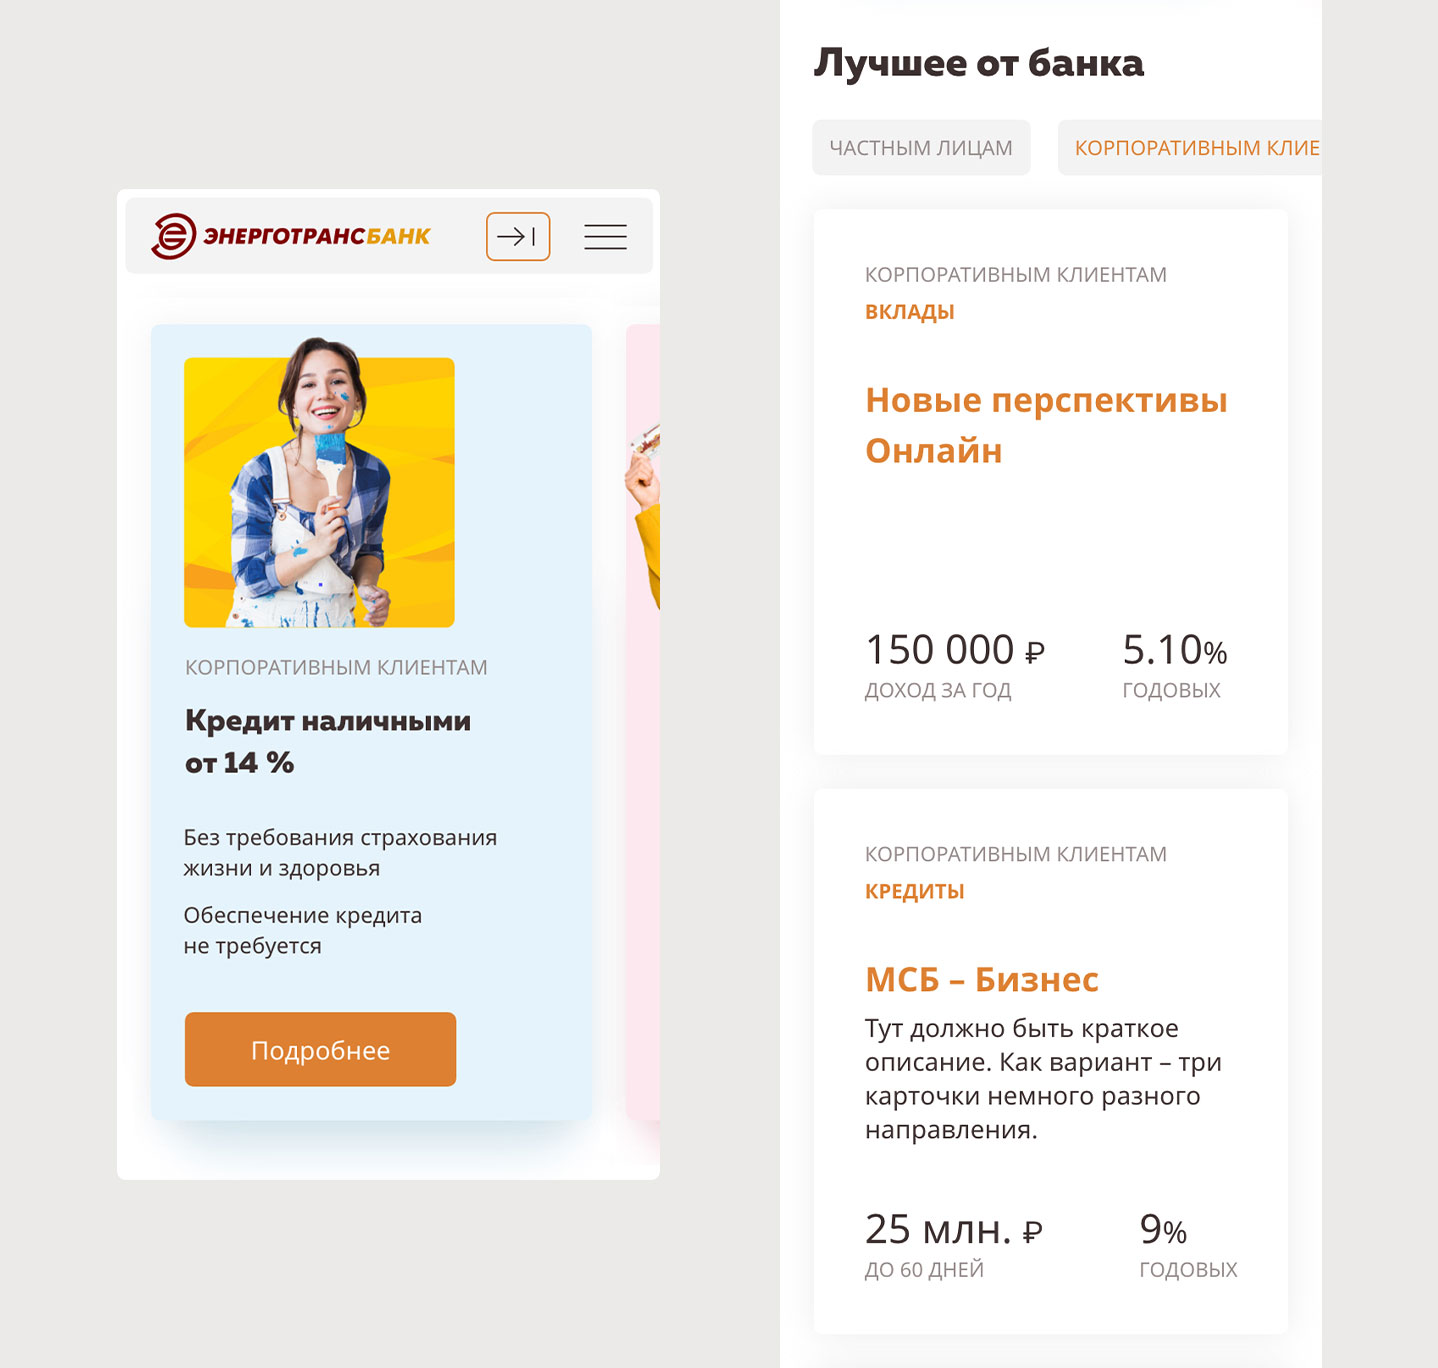 ЭНЕРГОТРАНСБАНК
КОРПОРАТИВНЫМ КЛИЕНТАМ
Кредит наличными
от 14 %
Без требования страхования
жизни и здоровья
Обеспечение кредита
не требуется
Подробнее
Лучшее от банка
ЧАСТНЫМ ЛИЦАМ
КОРПОРАТИВНЫМ КЛИЕ
КОРПОРАТИВНЫМ КЛИЕНТАМ
ВКЛАДЫ
Новые перспективы
Онлайн
150 000 ₽ 5.10%
ДОХОД ЗА ГОД ГОДОВЫХ
КОРПОРАТИВНЫМ КЛИЕНТАМ
КРЕДИТЫ
МСБ – Бизнес
Тут должно быть краткое
описание. Как вариант – три
карточки немного разного
направления.
25 млн. ₽ 9%
ДО 60 ДНЕЙ ГОДОВЫХ